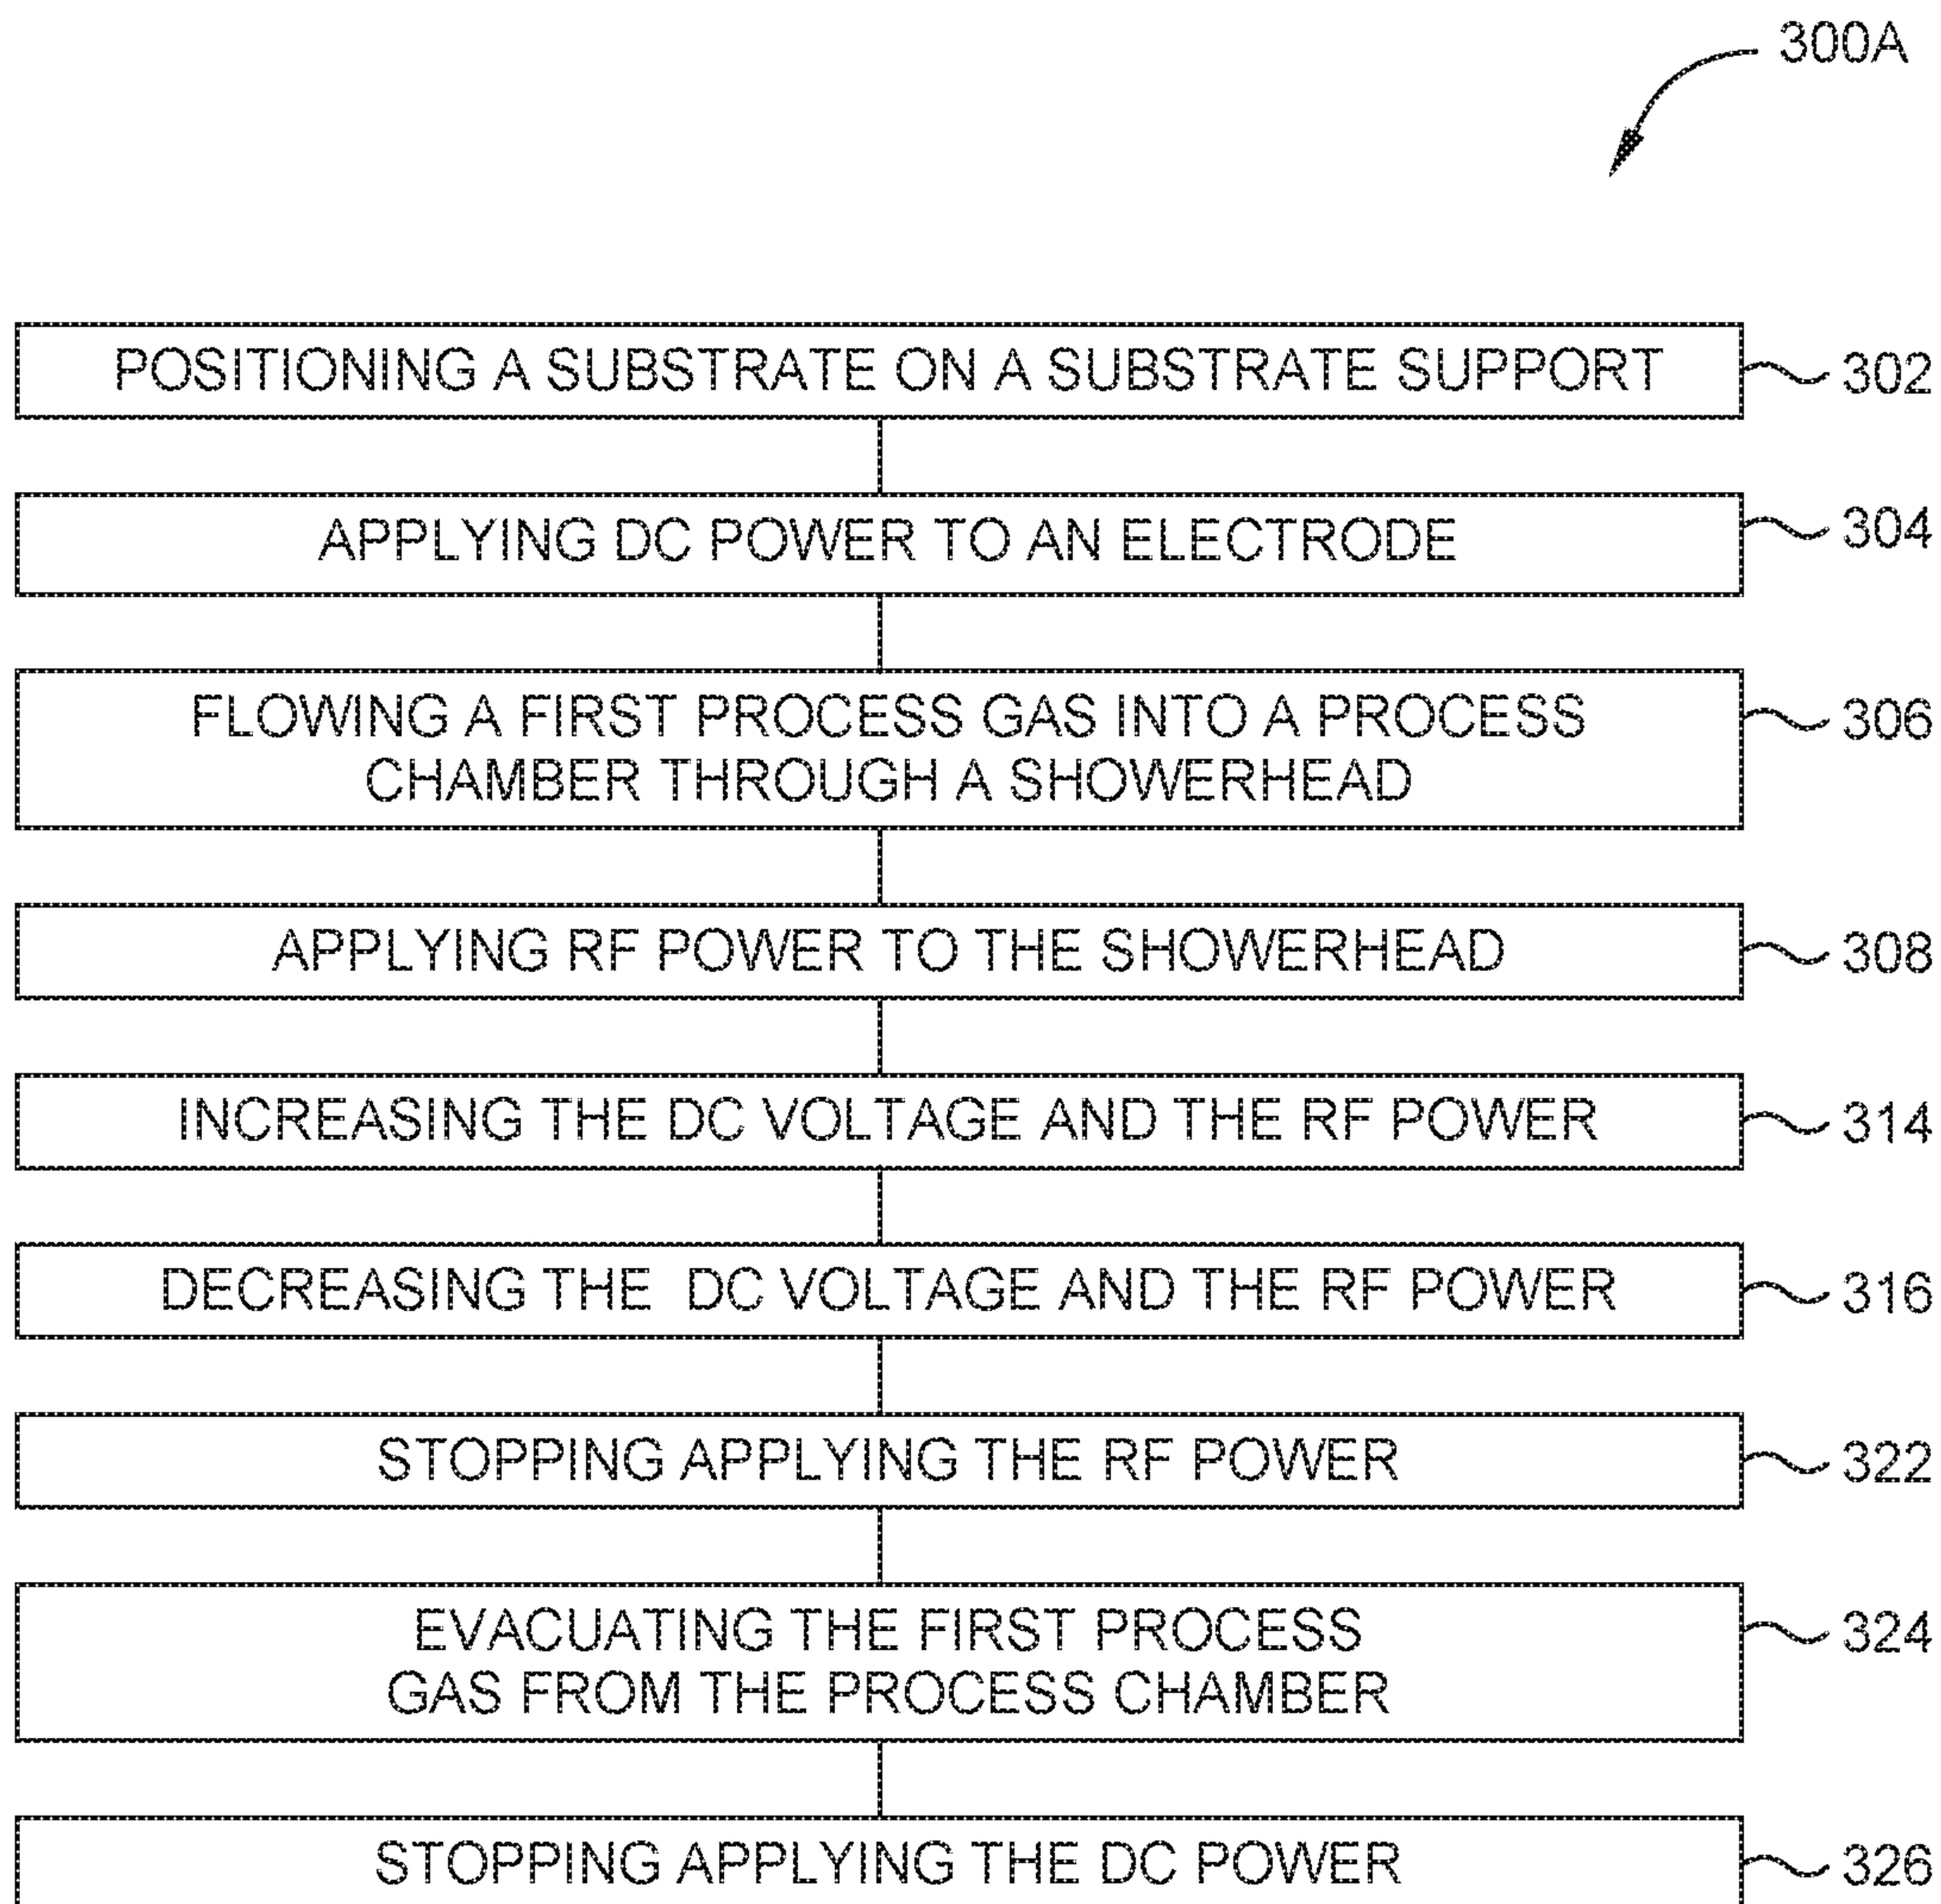 300A
POSITIONING A SUBSTRATE ON A SUBSTRATE SUPPORT 302
APPLYING DC POWER TO AN ELECTRODE 304
FLOWING A FIRST PROCESS GAS INTO A PROCESS 306
CHAMBER THROUGH A SHOWERHEAD
APPLYING RF POWER TO THE SHOWERHEAD 308
INCREASING THE DC VOLTAGE AND THE RF POWER 314
DECREASING THE DC VOLTAGE AND THE RF POWER 316
STOPPING APPLYING THE RF POWER 322
EVACUATING THE FIRST PROCESS 324
GAS FROM THE PROCESS CHAMBER
STOPPING APPLYING THE DC POWER 326